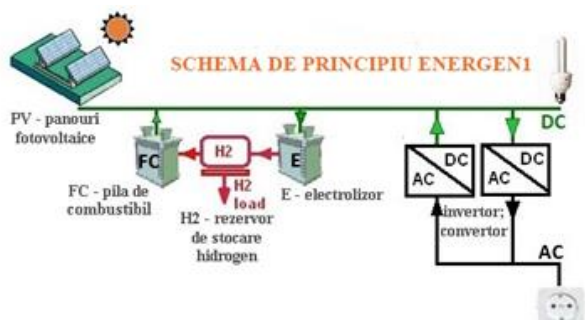 SCHEMA DE PRINCIPIU ENERGEN1
PV - panouri
fotovoltaice
DC
FC
H2
E
FC - pila de
combustibil
H2
load
E - electrolizor
H2 - rezervor
de stocare
hidrogen
DC
AC
DC
AC
invertor;
convertor
AC